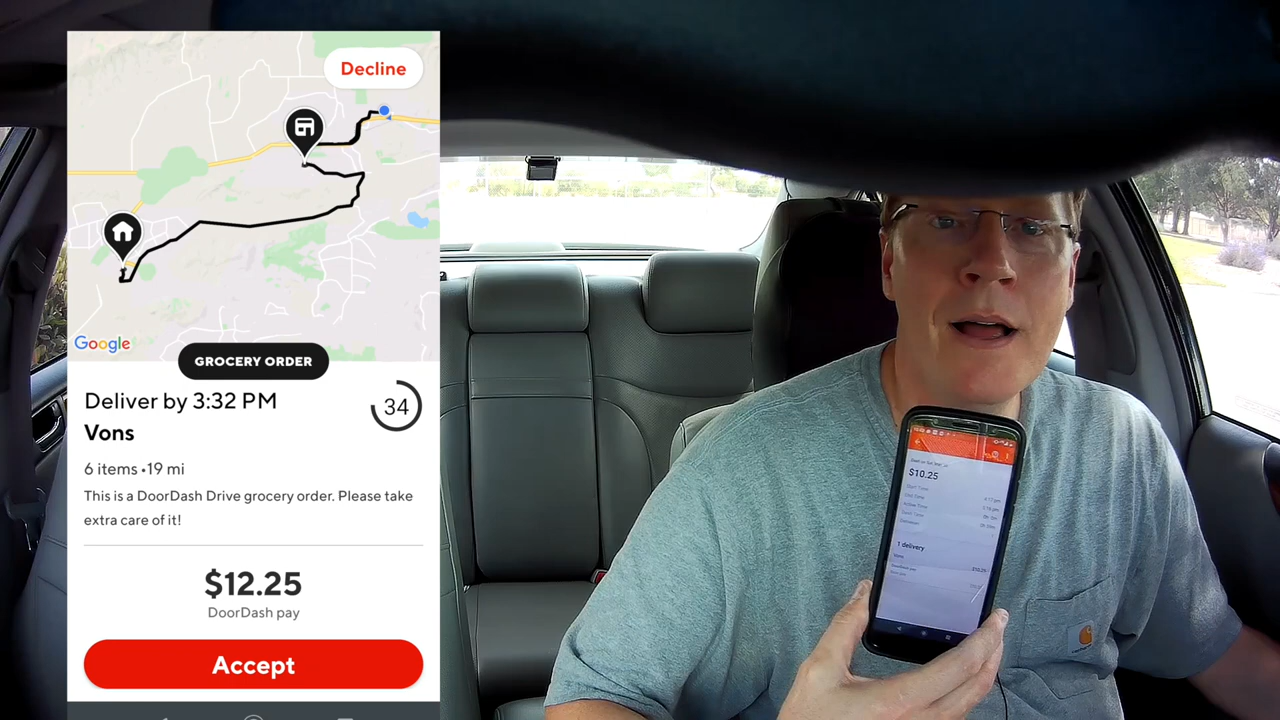 Decline
Google
GROCERY ORDER
Deliver by 3:32 PM
34
Vons
6 items •19 mi
This is a DoorDash Drive grocery order. Please take
extra care of it!
$12.25
DoorDash pay
Accept
$10.25
1 delivery